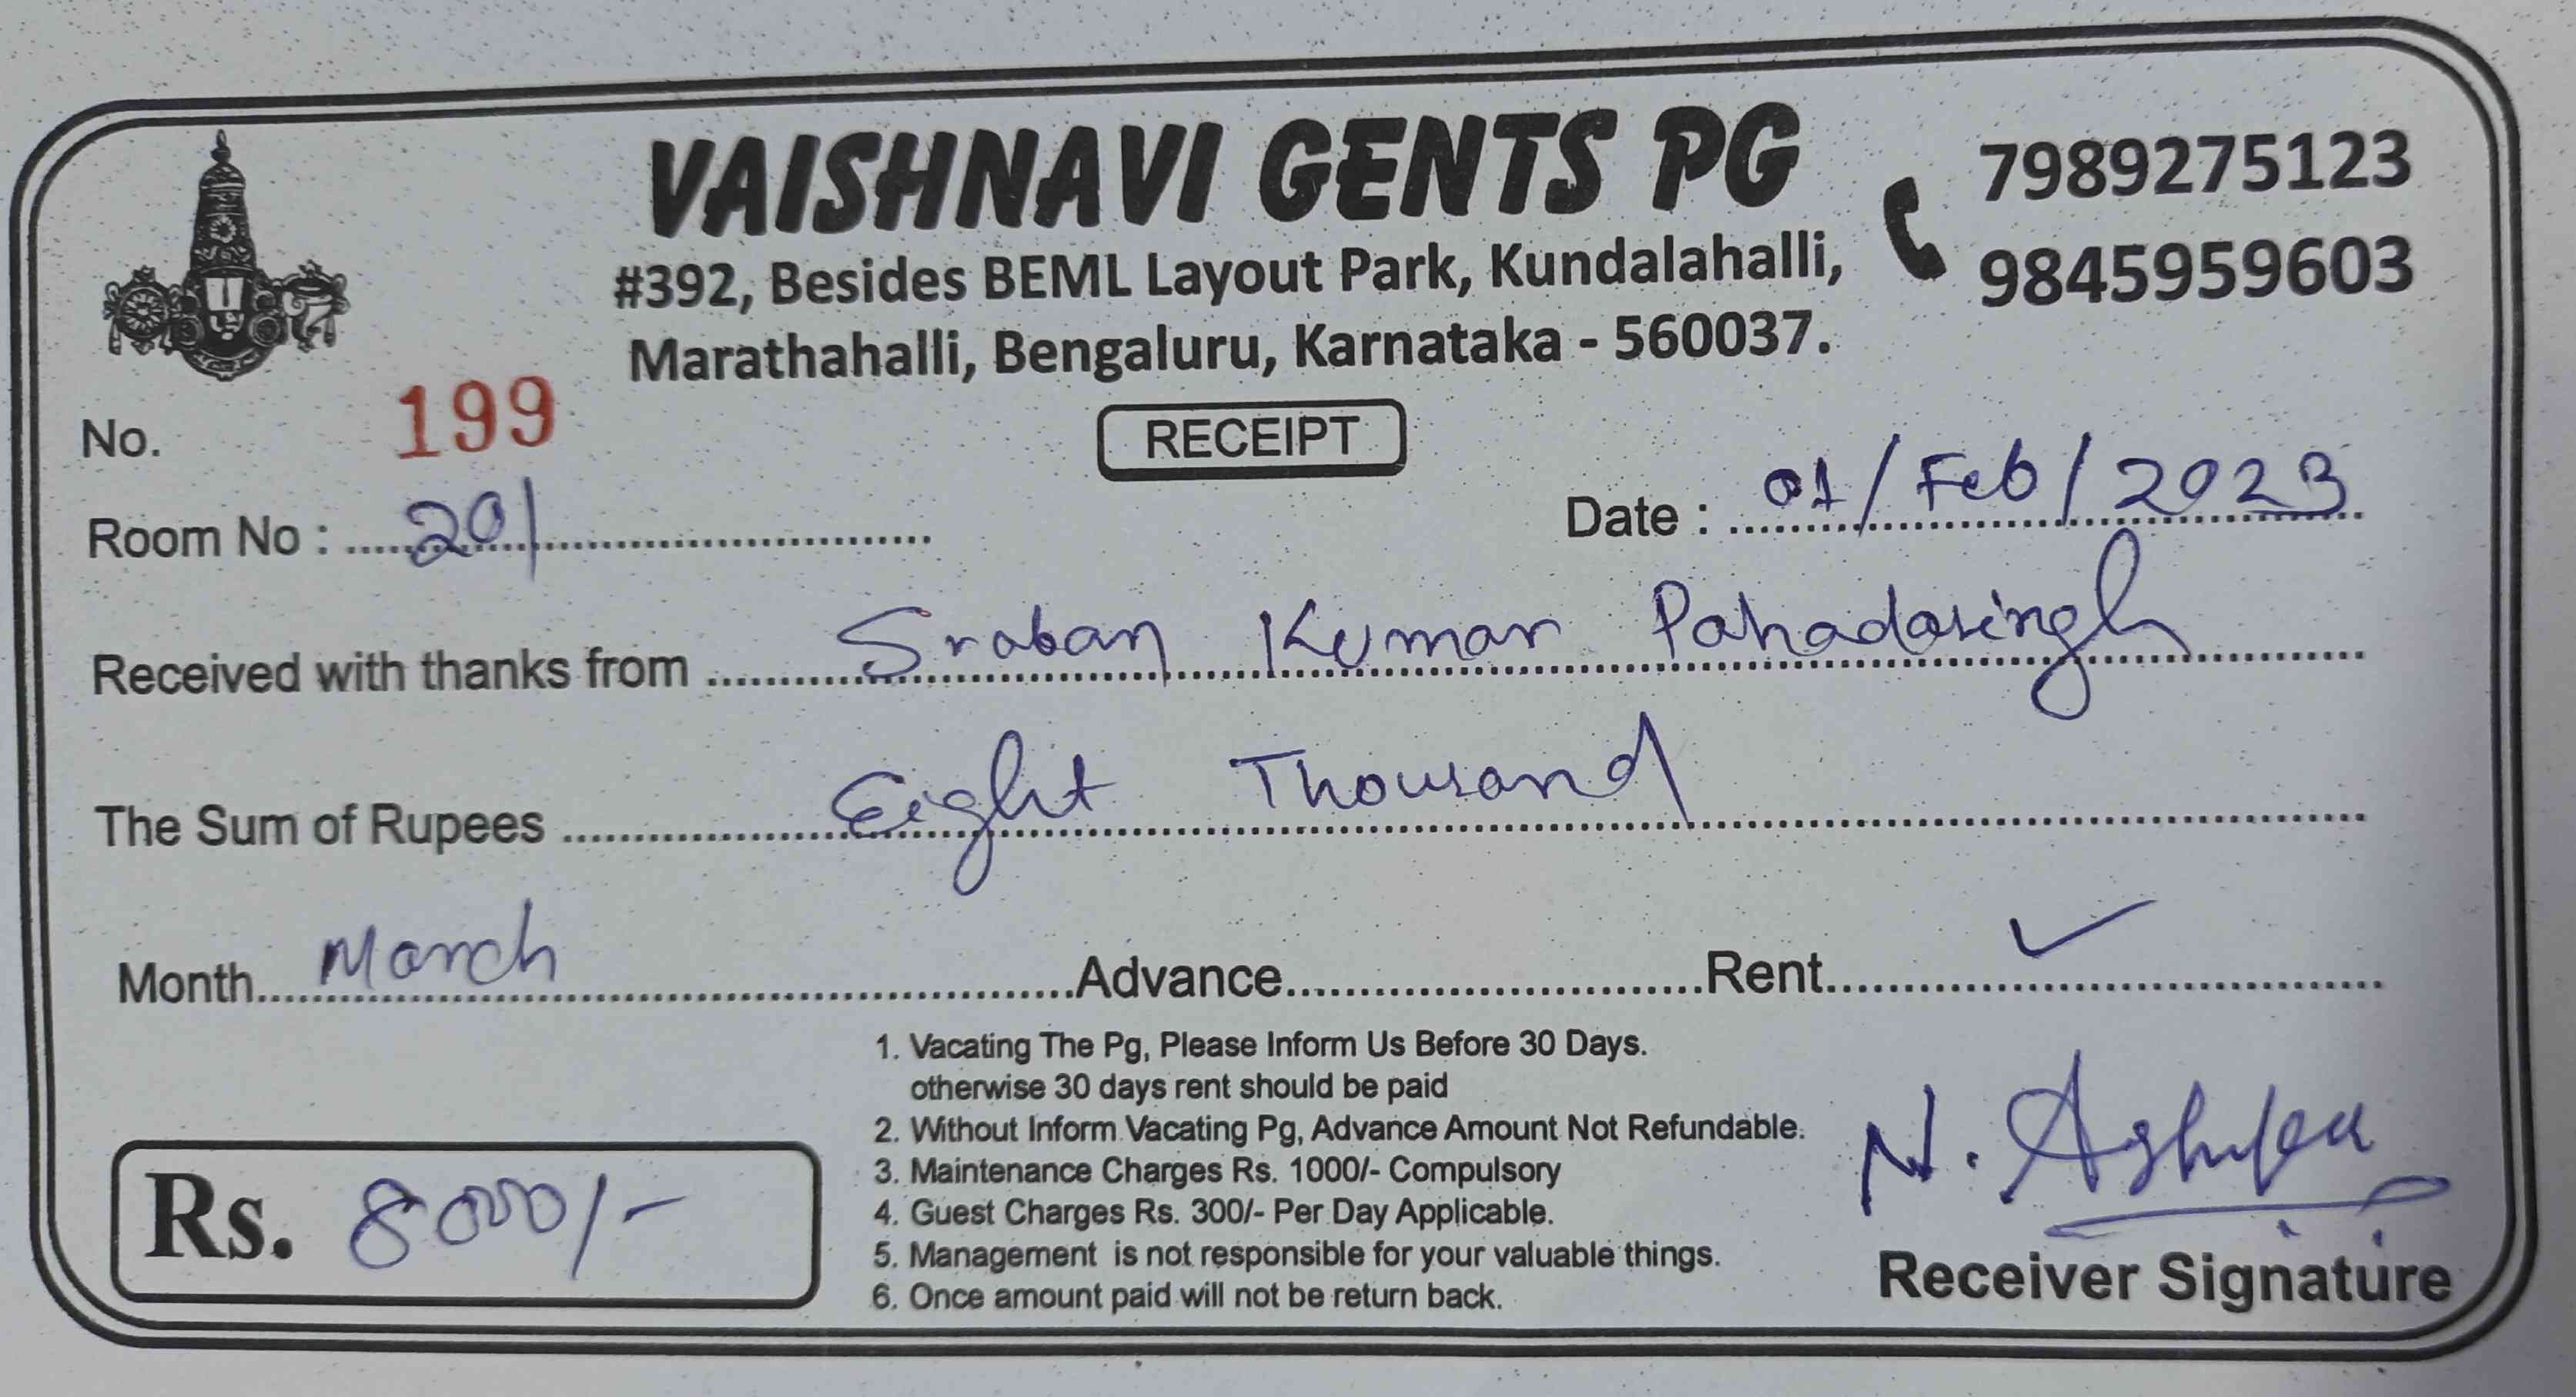 VAISHNAVI GENTS PG
7989275123
9845959603
#392, Besides BEML Layout Park, Kundalahalli,
Marathahalli, Bengaluru, Karnataka - 560037.
No. 199
RECEIPT
Date : 01/Feb/2023
Room No : 201
Received with thanks from Sraban Kumar Pahadasingh
The Sum of Rupees Eight Thousand
Month March Advance Rent ✓
1. Vacating The Pg, Please Inform Us Before 30 Days.
otherwise 30 days rent should be paid
2. Without Inform Vacating Pg, Advance Amount Not Refundable.
3. Maintenance Charges Rs. 1000/- Compulsory
4. Guest Charges Rs. 300/- Per Day Applicable.
5. Management is not responsible for your valuable things.
6. Once amount paid will not be return back.
Rs. 8000/-
N.
Receiver Signature